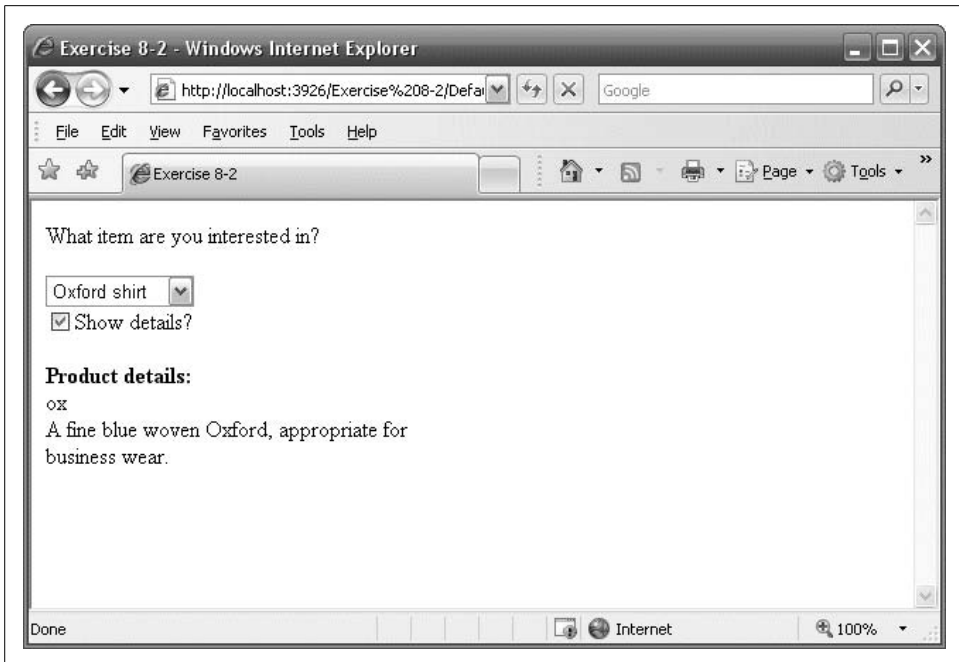 Exercise 8-2 - Windows Internet Explorer
http://localhost:3926/Exercise%208-2/Defau
Google
File Edit View Favorites Tools Help
Exercise 8-2
Page Tools »
What item are you interested in?
Oxford shirt
Show details?
Product details:
ox
A fine blue woven Oxford, appropriate for
business wear.
Done
Internet
100%